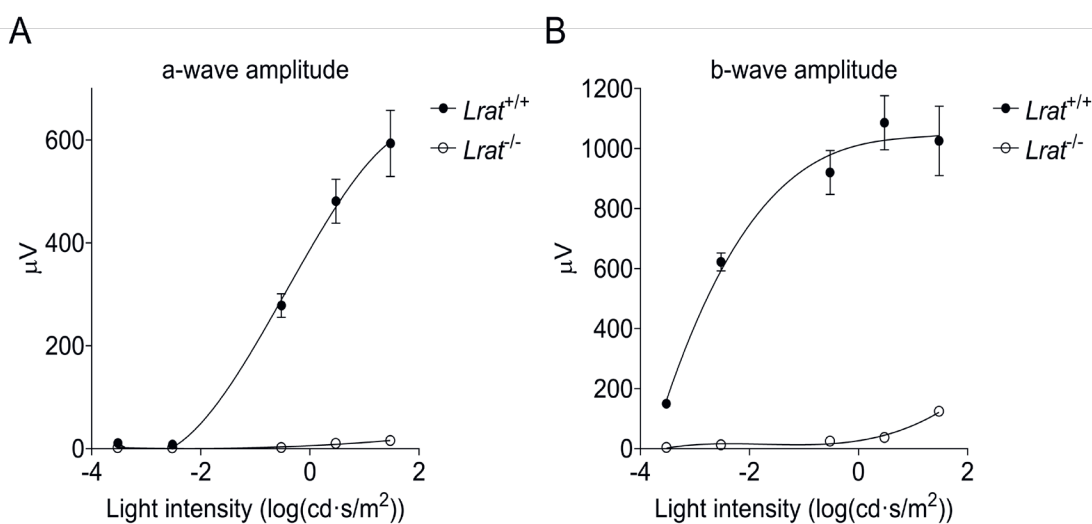 A
a-wave amplitude
Lrat+/+
Lrat-/-
600
400
200
0
μV
-4 -2 0 2
Light intensity (log(cd·s/m²))
B
b-wave amplitude
Lrat+/+
Lrat-/-
1200
1000
800
600
400
200
0
μV
-4 -2 0 2
Light intensity (log(cd·s/m²))